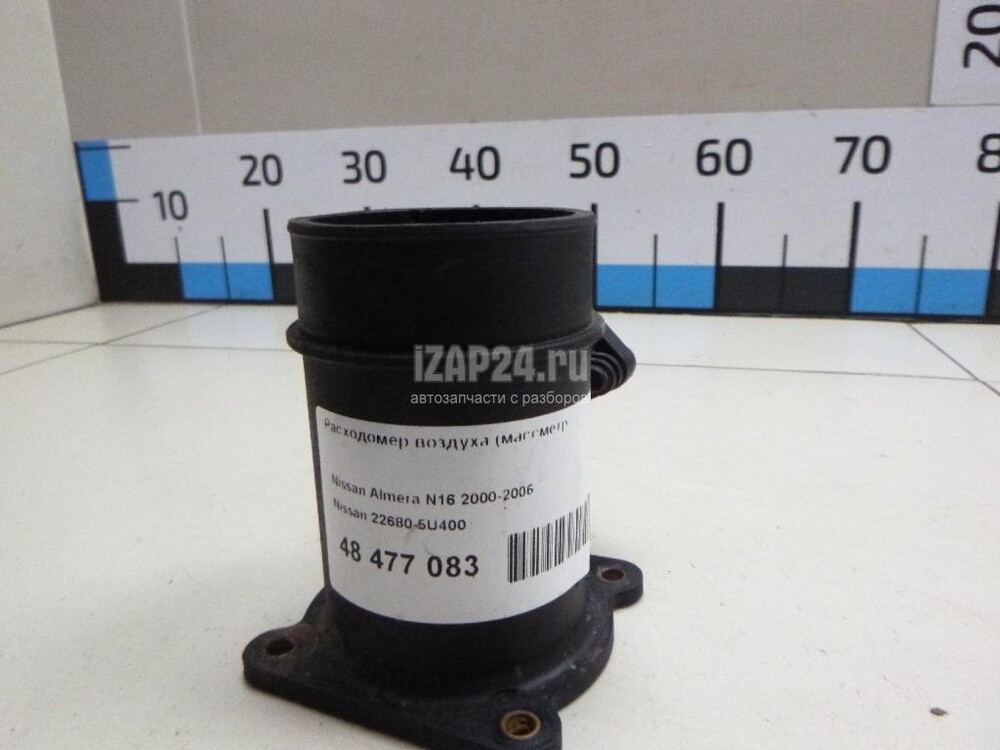 20
10 20 30 40 50 60 70 8
iZAP24.ru
автозапчасти с разборов
Расходомер воздуха (массметр
Nissan Almera N16 2000-2006
Nissan 22680-5U400
48 477 083